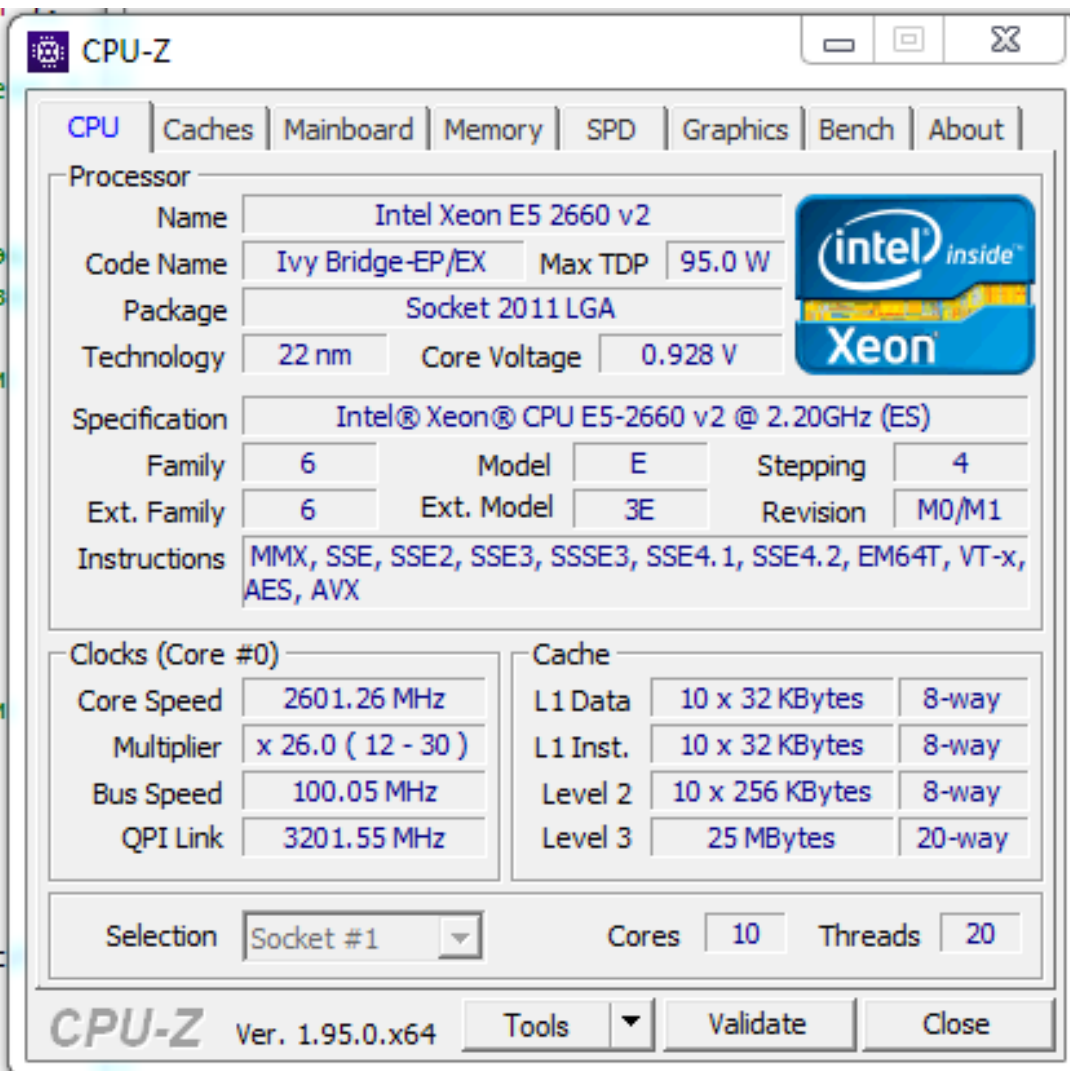 CPU-Z
CPU Caches Mainboard Memory SPD Graphics Bench About
Processor
Name Intel Xeon E5 2660 v2
Code Name Ivy Bridge-EP/EX Max TDP 95.0 W
Package Socket 2011 LGA
Technology 22 nm Core Voltage 0.928 V
intel inside™
Xeon
Specification Intel® Xeon® CPU E5-2660 v2 @ 2.20GHz (ES)
Family 6 Model E Stepping 4
Ext. Family 6 Ext. Model 3E Revision M0/M1
Instructions MMX, SSE, SSE2, SSE3, SSSE3, SSE4.1, SSE4.2, EM64T, VT-x,
AES, AVX
Clocks (Core #0)
Core Speed 2601.26 MHz
Multiplier x 26.0 ( 12 - 30 )
Bus Speed 100.05 MHz
QPI Link 3201.55 MHz
Cache
L1 Data 10 x 32 KBytes 8-way
L1 Inst. 10 x 32 KBytes 8-way
Level 2 10 x 256 KBytes 8-way
Level 3 25 MBytes 20-way
Selection Socket #1 Cores 10 Threads 20
CPU-Z Ver. 1.95.0.x64 Tools Validate Close